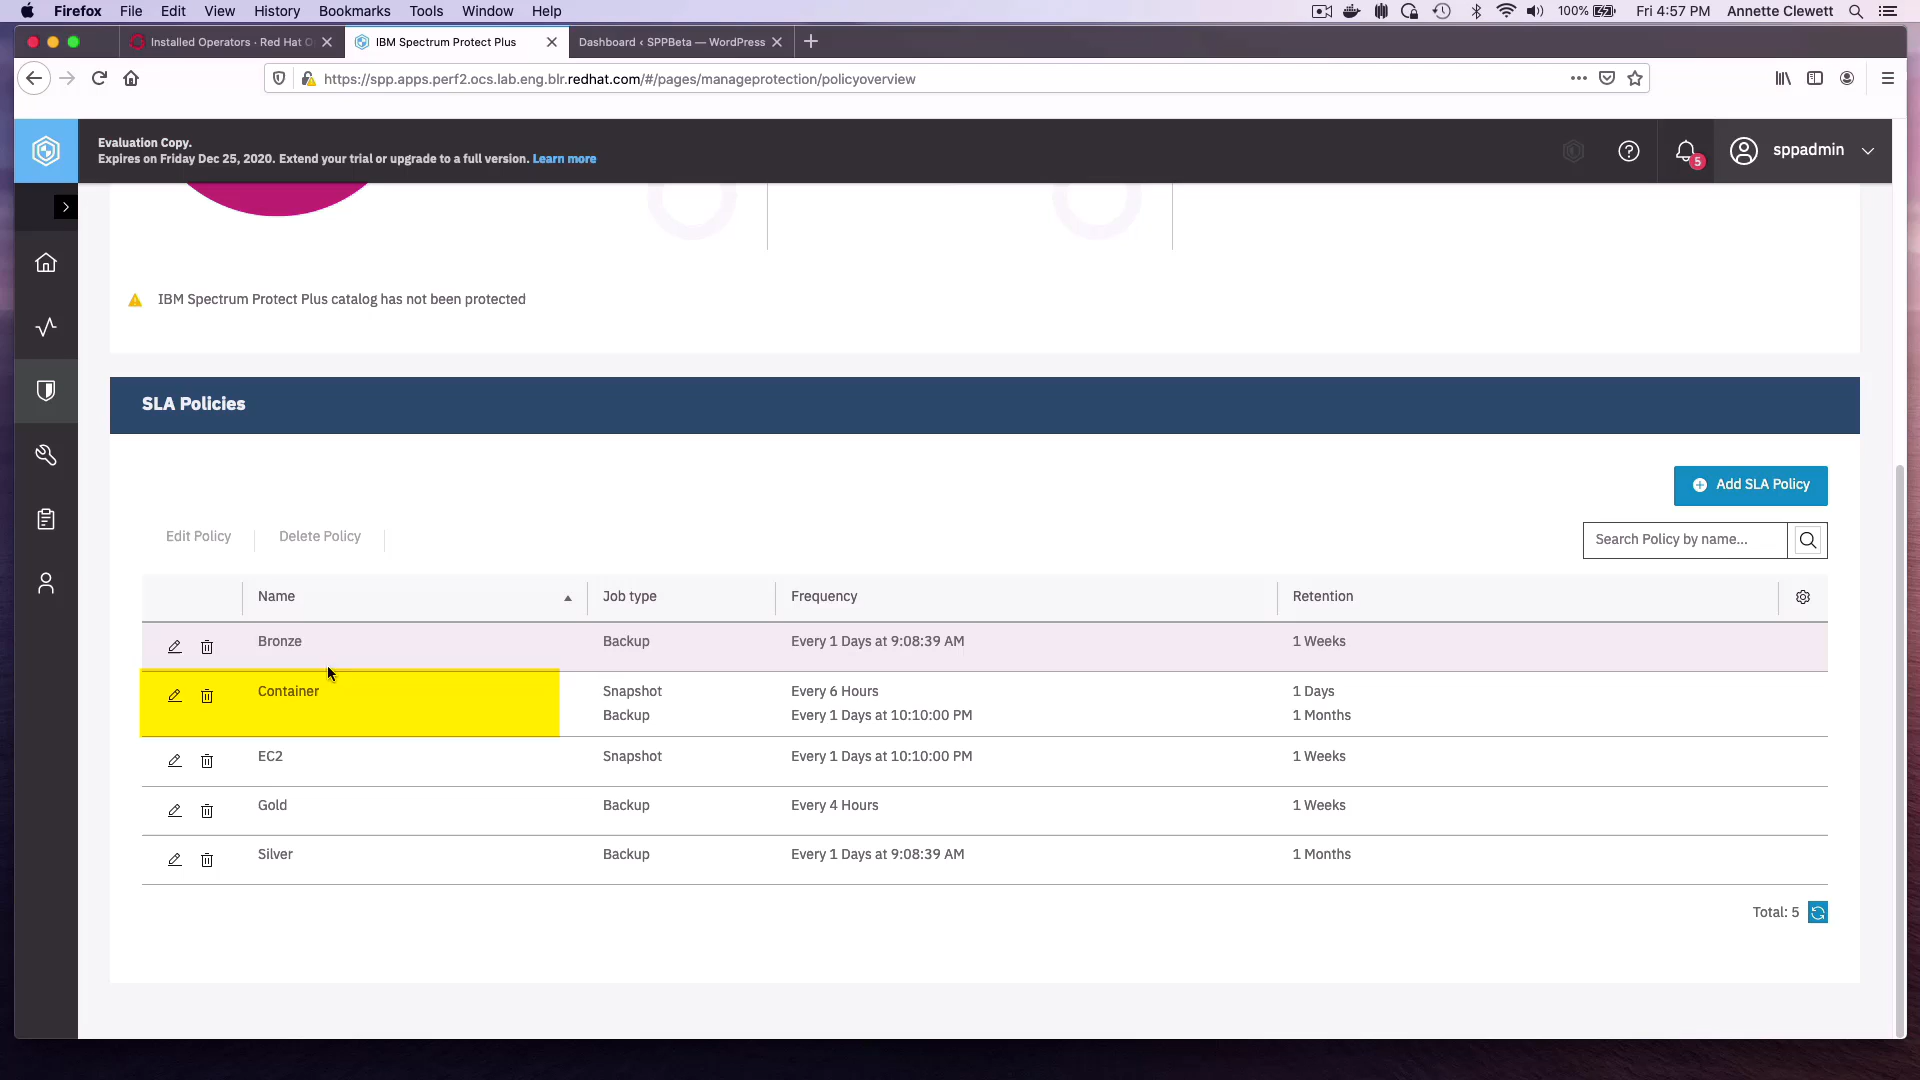 Firefox File Edit View History Bookmarks Tools Window Help 100% Fri 4:57 PM Annette Clewett
Installed Operators · Red Hat O
IBM Spectrum Protect Plus
Dashboard ‹ SPPBeta — WordPress
https://spp.apps.perf2.ocs.lab.eng.blr.redhat.com/#/pages/manageprotection/policyoverview
Evaluation Copy.
Expires on Friday Dec 25, 2020. Extend your trial or upgrade to a full version. Learn more
5
sppadmin
IBM Spectrum Protect Plus catalog has not been protected
SLA Policies
Add SLA Policy
Edit Policy Delete Policy
Search Policy by name...
Name Job type Frequency Retention
Bronze Backup Every 1 Days at 9:08:39 AM 1 Weeks
Container Snapshot Every 6 Hours 1 Days
Backup Every 1 Days at 10:10:00 PM 1 Months
EC2 Snapshot Every 1 Days at 10:10:00 PM 1 Weeks
Gold Backup Every 4 Hours 1 Weeks
Silver Backup Every 1 Days at 9:08:39 AM 1 Months
Total: 5